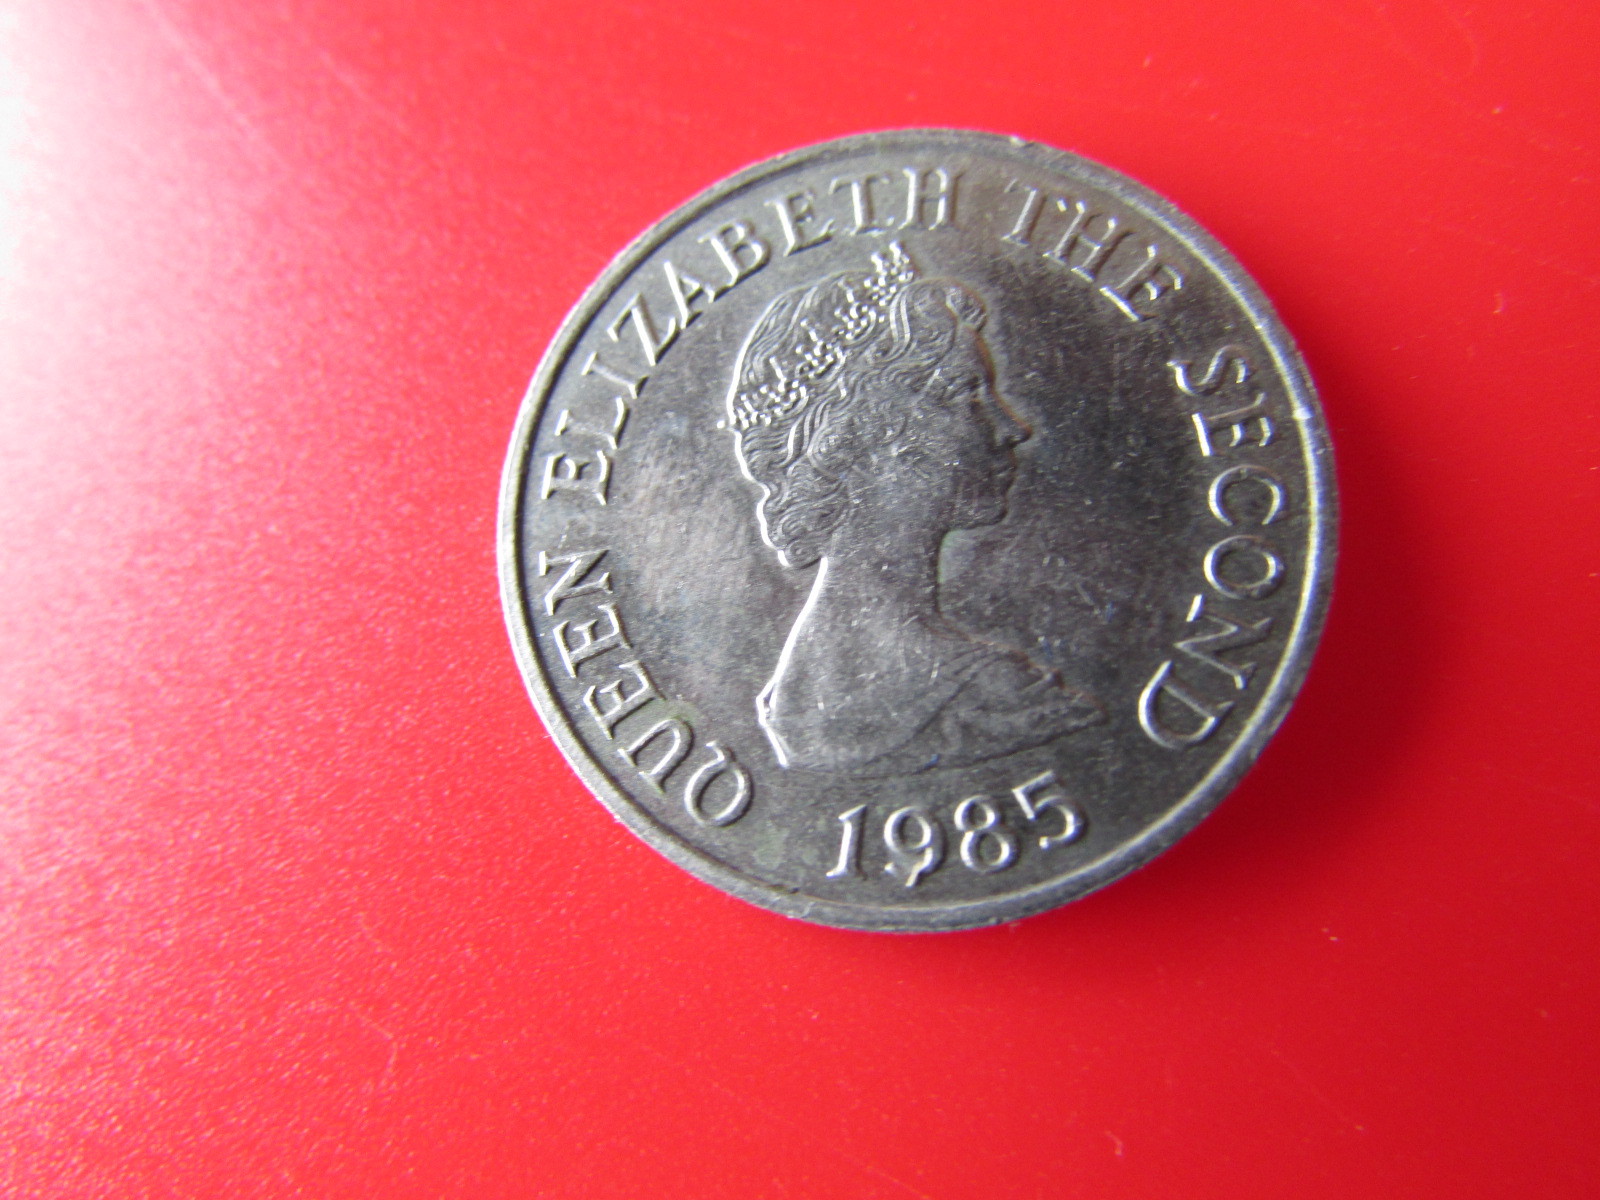 QUEEN ELIZABETH THE SECOND
1985